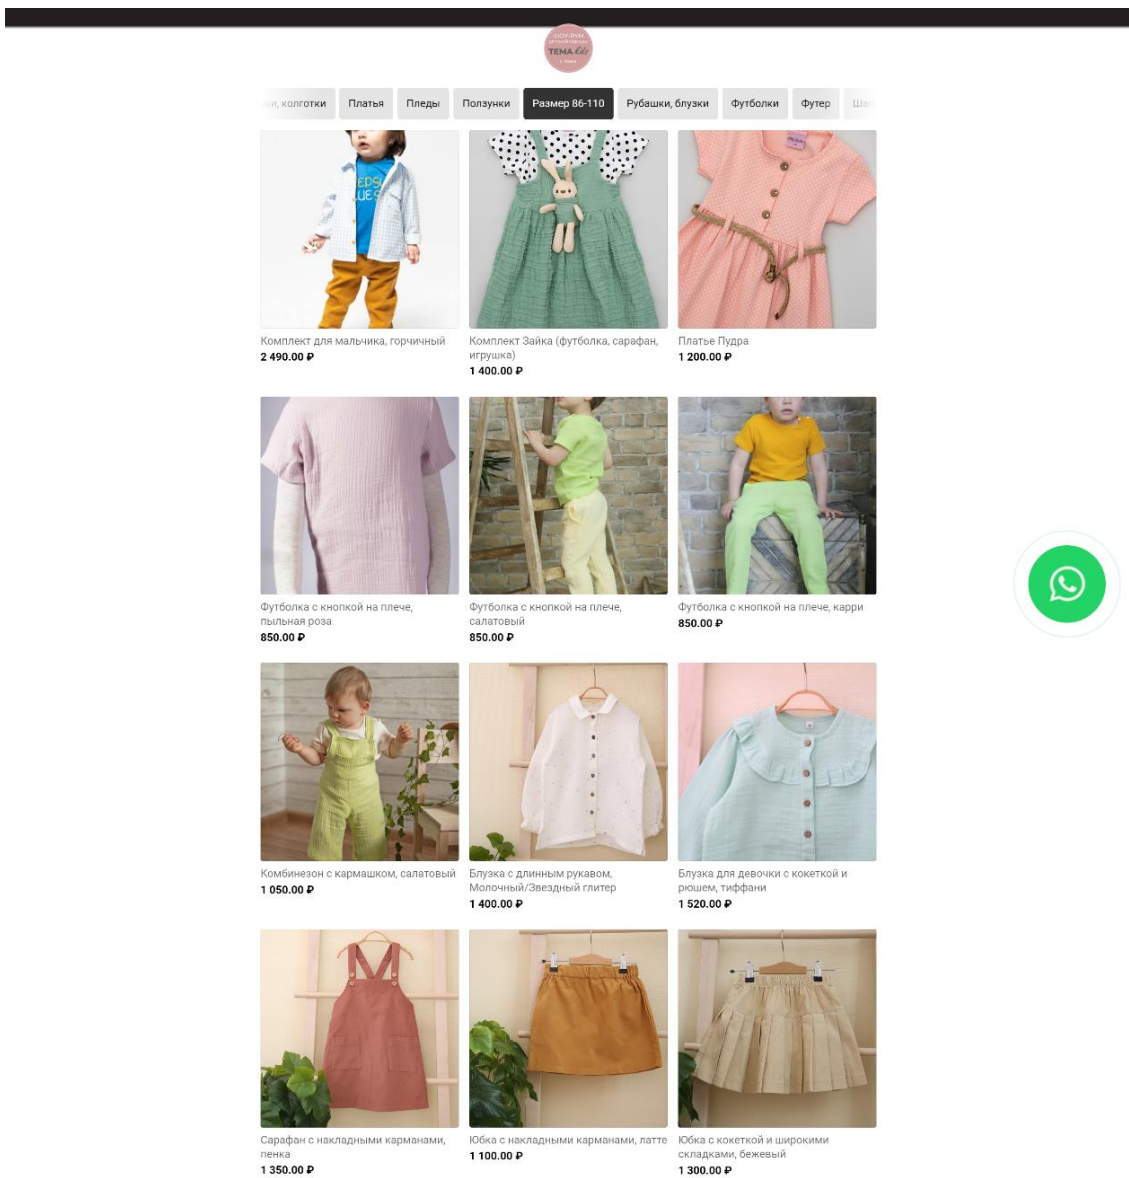 ШОУ-РУМ
ТЕМА kids
колготки
Платья
Пледы
Ползунки
Размер 86-110
Рубашки, блузки
Футболки
Футер
Комплект для мальчика, горчичный
2 490.00 ₽
Комплект Зайка (футболка, сарафан,
игрушка)
1 400.00 ₽
Платье Пудра
1 200.00 ₽
Футболка с кнопкой на плече,
пыльная роза
850.00 ₽
Футболка с кнопкой на плече,
салатовый
850.00 ₽
Футболка с кнопкой на плече, карри
850.00 ₽
Комбинезон с кармашком, салатовый
1 050.00 ₽
Блузка с длинным рукавом,
Молочный/Звездный глитер
1 400.00 ₽
Блузка для девочки с кокеткой и
рюшем, тиффани
1 520.00 ₽
Сарафан с накладными карманами,
пенка
1 350.00 ₽
Юбка с накладными карманами, латте
1 100.00 ₽
Юбка с кокеткой и широкими
складками, бежевый
1 300.00 ₽